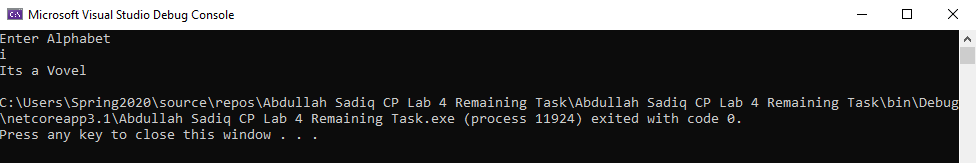 Microsoft Visual Studio Debug Console
Enter Alphabet
i
Its a Vovel
C:\Users\Spring2020\source\repos\Abdullah Sadiq CP Lab 4 Remaining Task\Abdullah Sadiq CP Lab 4 Remaining Task\bin\Debug
\netcoreapp3.1\Abdullah Sadiq CP Lab 4 Remaining Task.exe (process 11924) exited with code 0.
Press any key to close this window . . .